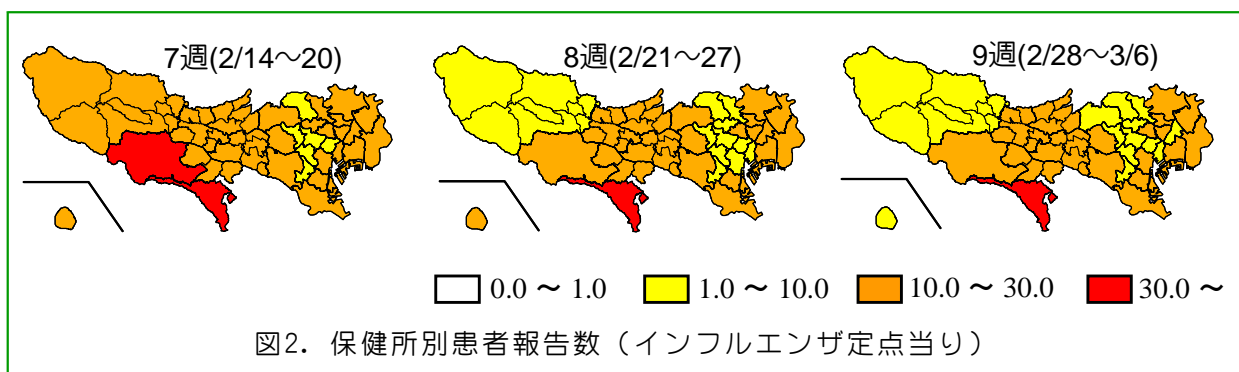 7週(2/14～20)
8週(2/21～27)
9週(2/28～3/6)
0.0 ～ 1.0
1.0 ～ 10.0
10.0 ～ 30.0
30.0 ～
図2．保健所別患者報告数（インフルエンザ定点当り）